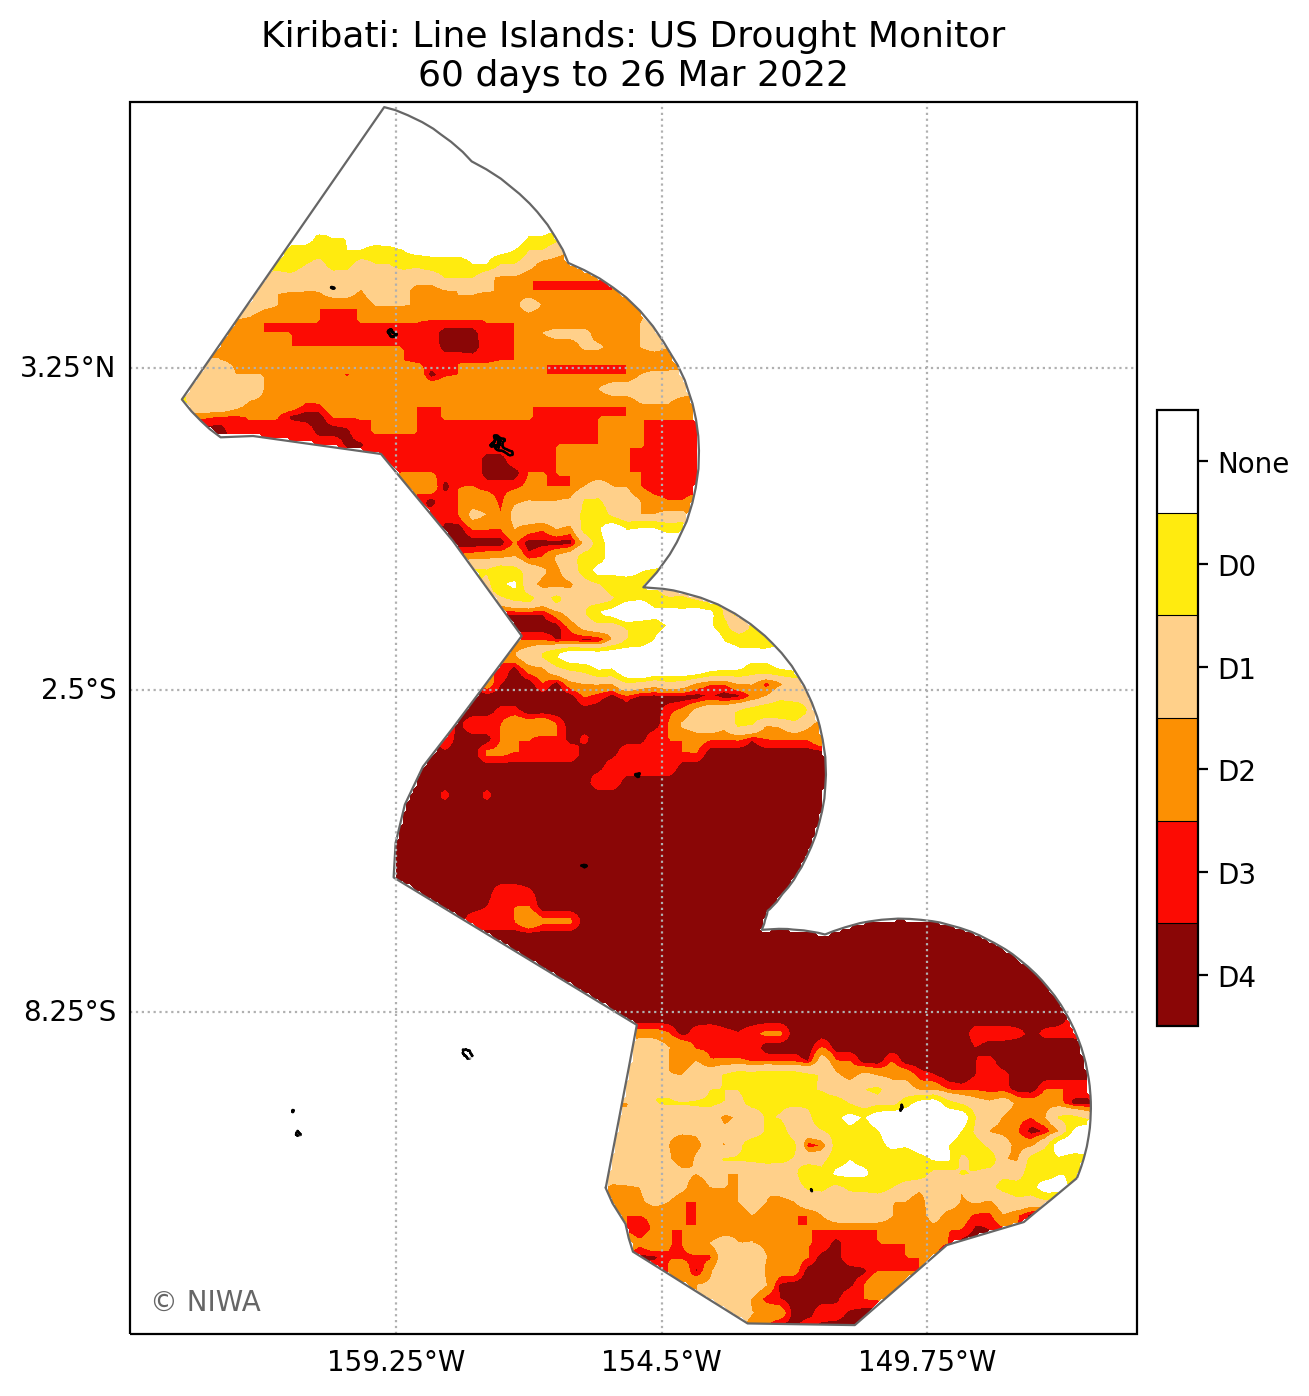 Kiribati: Line Islands: US Drought Monitor
60 days to 26 Mar 2022
3.25°N
2.5°S
8.25°S
159.25°W
154.5°W
149.75°W
None
D0
D1
D2
D3
D4
© NIWA